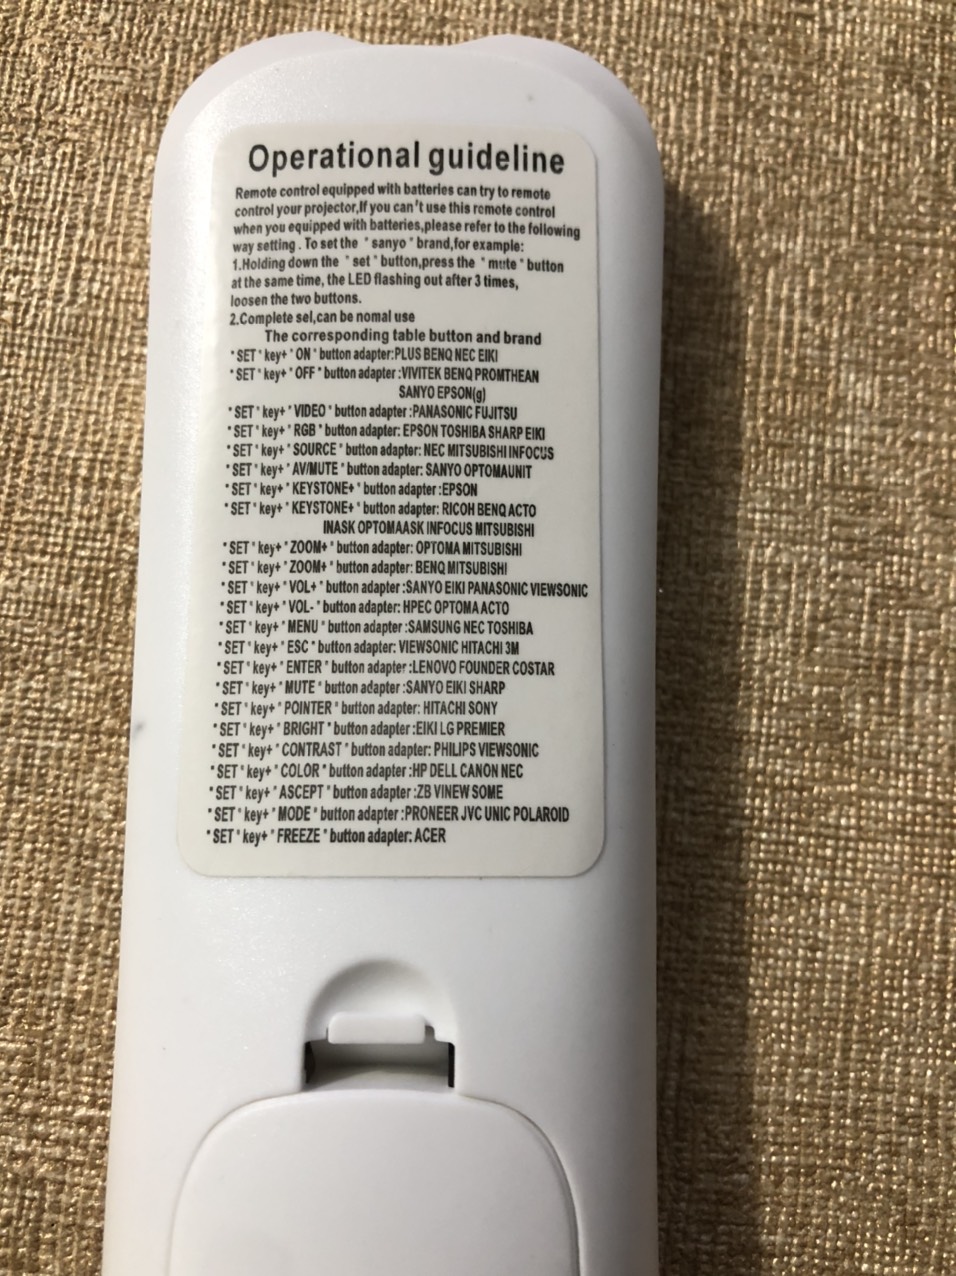 Operational guideline
Remote control equipped with batteries can try to remote
control your projector,If you can't use this remote control
when you equipped with batteries,please refer to the following
way setting . To set the " sanyo " brand,for example:
1.Holding down the " set " button,press the " mute " button
at the same time, the LED flashing out after 3 times,
loosen the two buttons.
2.Complete sel,can be nomal use
The corresponding table button and brand
"SET" key+ "ON" button adapter:PLUS BENQ NEC EIKI
"SET" key+ "OFF" button adapter :VIVITEK BENQ PROMTHEAN
SANYO EPSON(g)
"SET" key+ "VIDEO" button adapter :PANASONIC FUJITSU
"SET" key+ "RGB" button adapter: EPSON TOSHIBA SHARP EIKI
"SET" key+ "SOURCE" button adapter: NEC MITSUBISHI INFOCUS
"SET" key+ "AV/MUTE" button adapter: SANYO OPTOMAUNIT
"SET" key+ "KEYSTONE+" button adapter :EPSON
"SET" key+ "KEYSTONE+" button adapter: RICOH BENQ ACTO
INASK OPTOMAASK INFOCUS MITSUBISHI
"SET" key+ "ZOOM+" button adapter: OPTOMA MITSUBISHI
"SET" key+ "ZOOM+" button adapter: BENQ MITSUBISHI
"SET" key+ "VOL+" button adapter :SANYO EIKI PANASONIC VIEWSONIC
"SET" key+ "VOL-" button adapter: HPEC OPTOMA ACTO
"SET" key+ "MENU" button adapter :SAMSUNG NEC TOSHIBA
"SET" key+ "ESC" button adapter: VIEWSONIC HITACHI 3M
"SET" key+ "ENTER" button adapter :LENOVO FOUNDER COSTAR
"SET" key+ "MUTE" button adapter :SANYO EIKI SHARP
"SET" key+ "POINTER" button adapter: HITACHI SONY
"SET" key+ "BRIGHT" button adapter :EIKI LG PREMIER
"SET" key+ "CONTRAST" button adapter: PHILIPS VIEWSONIC
"SET" key+ "COLOR" button adapter :HP DELL CANON NEC
"SET" key+ "ASCEPT" button adapter :ZB VINEW SOME
"SET" key+ "MODE" button adapter :PRONEER JVC UNIC POLAROID
"SET" key+ "FREEZE" button adapter: ACER